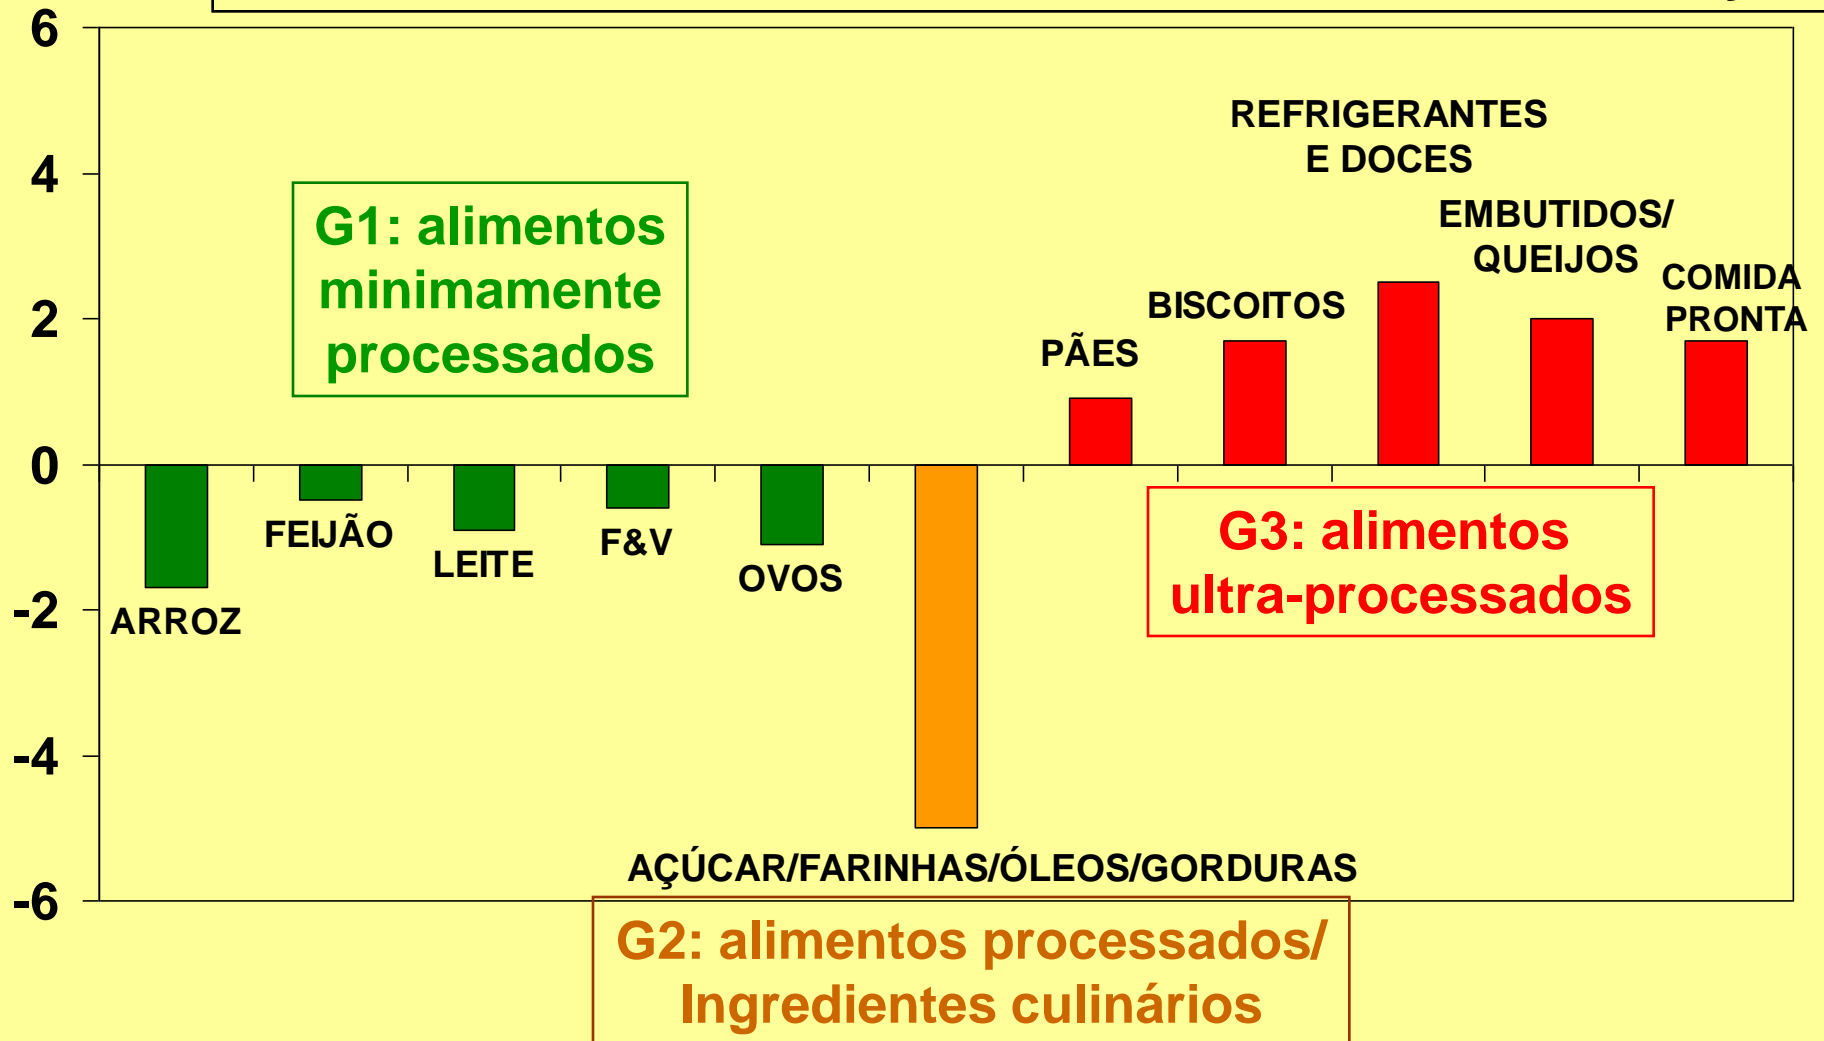 6
4
2
0
-2
-4
-6
G1: alimentos
minimamente
processados
REFRIGERANTES
E DOCES
EMBUTIDOS/
QUEIJOS
COMIDA
PRONTA
BISCOITOS
PÃES
ARROZ
FEIJÃO
LEITE
F&V
OVOS
G3: alimentos
ultra-processados
AÇÚCAR/FARINHAS/ÓLEOS/GORDURAS
G2: alimentos processados/
Ingredientes culinários